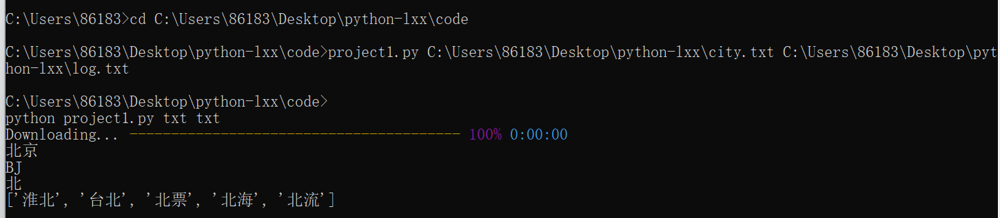 C:\Users\86183>cd C:\Users\86183\Desktop\python-lxx\code
C:\Users\86183\Desktop\python-lxx\code>project1.py C:\Users\86183\Desktop\python-lxx\city.txt C:\Users\86183\Desktop\pyt
hon-lxx\log.txt
C:\Users\86183\Desktop\python-lxx\code>
python project1.py txt txt
Downloading... ---------------------------------------- 100% 0:00:00
北京
BJ
北
['淮北', '台北', '北票', '北海', '北流']